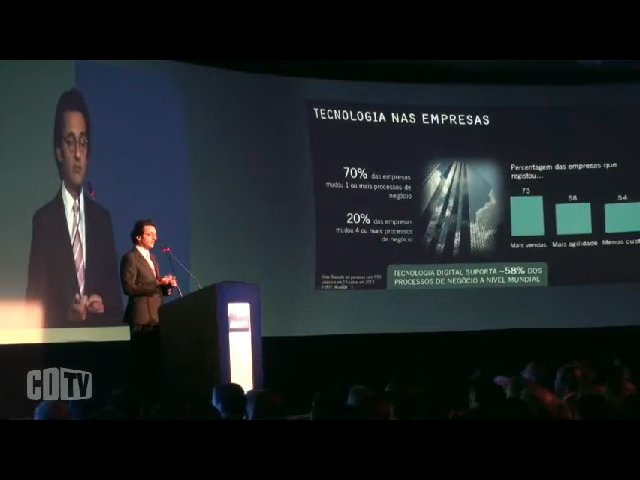 TECNOLOGIA NAS EMPRESAS
70% das empresas
mudou 1 ou mais processos de
negócio
20% das empresas
mudou 4 ou mais processos
de negócio
Percentagem das empresas que
registou...
73
58
54
Mais vendas
Mais agilidade
Menos
TECNOLOGIA DIGITAL SUPORTA ~58% DOS
PROCESSOS DE NEGÓCIO A NÍVEL MUNDIAL
CDTV